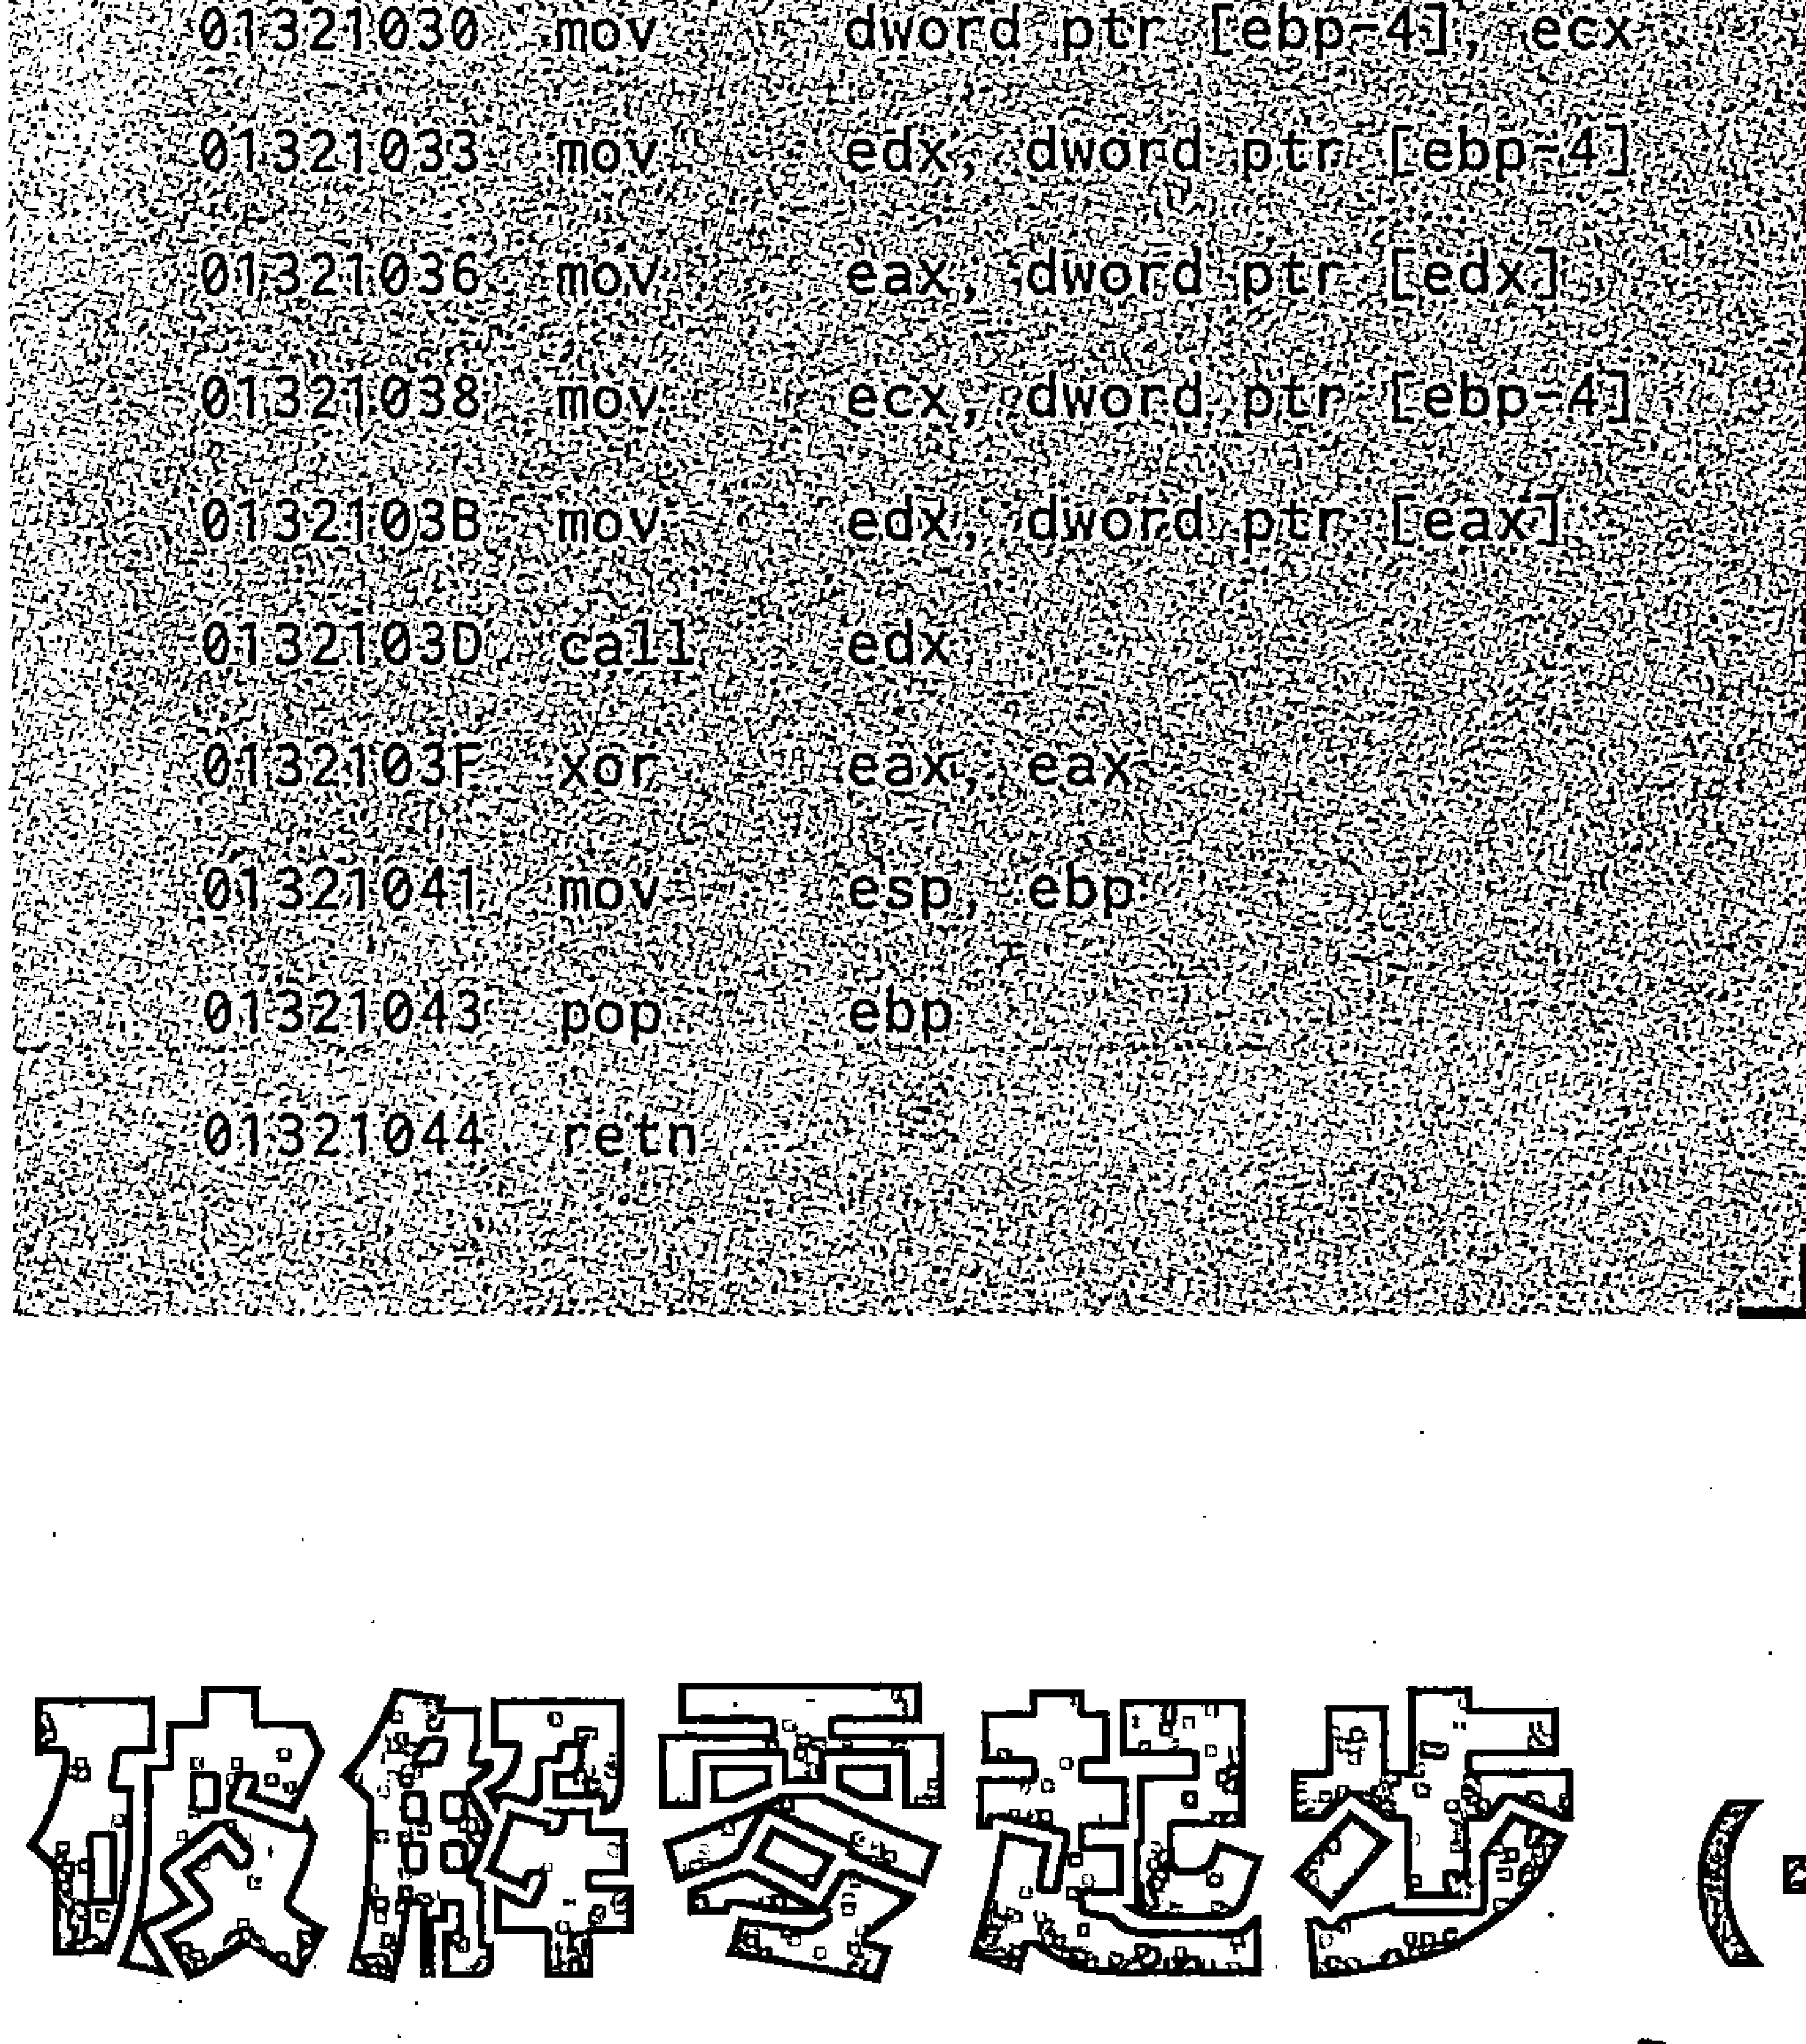 01321030 mov dword ptr [ebp-4], ecx
01321033 mov edx, dword ptr [ebp-4]
01321036 mov eax, dword ptr [edx]
01321038 mov ecx, dword ptr [ebp-4]
0132103B mov edx, dword ptr [eax]
0132103D call edx
0132103F xor eax, eax
01321041 mov esp, ebp
01321043 pop ebp
01321044 retn
破解零起步 (